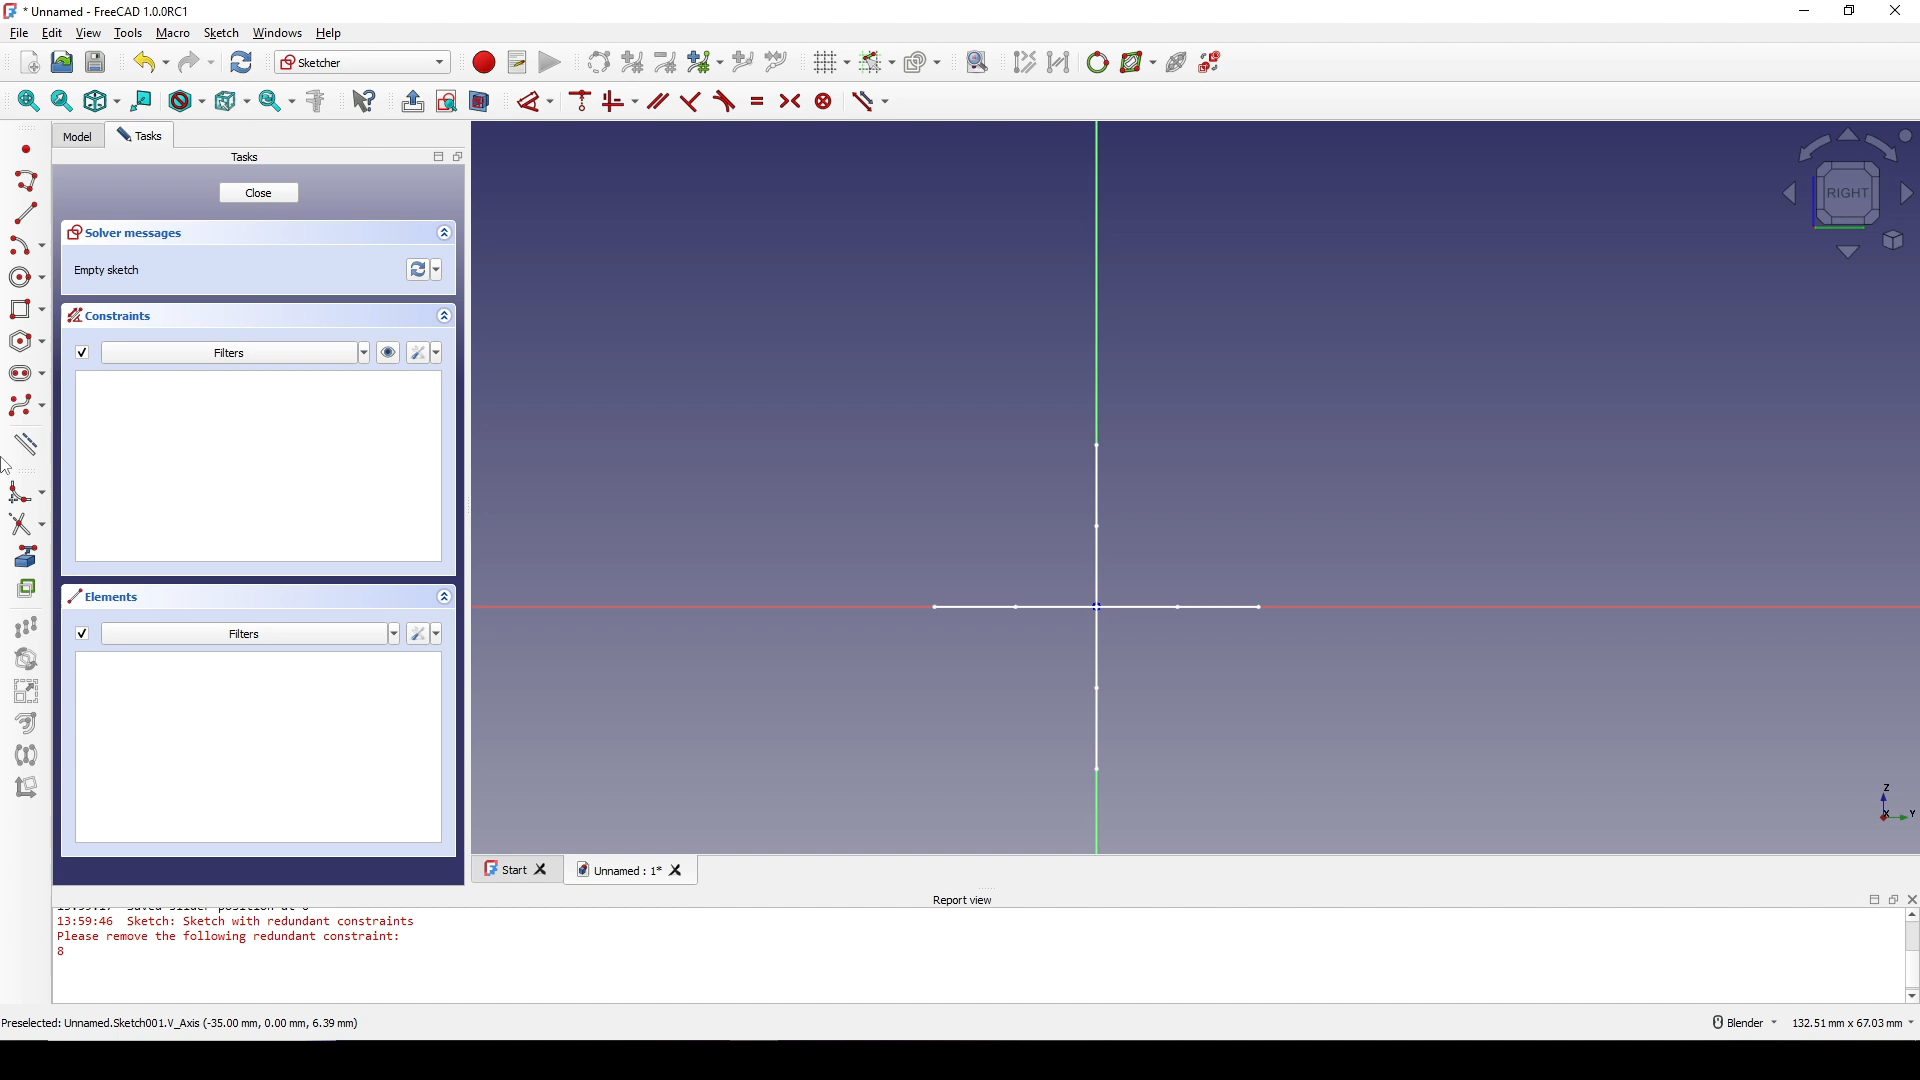 * Unnamed - FreeCAD 1.0.0RC1
File Edit View Tools Macro Sketch Windows Help
Sketcher
Model Tasks
Tasks
Close
RIGHT
Solver messages
Empty sketch
Constraints
Filters
Elements
Filters
Z
X Y
Start Unnamed : 1*
Report view
13:59:46 Sketch: Sketch with redundant constraints
Please remove the following redundant constraint:
8
Preselected: Unnamed.Sketch001.V_Axis (-35.00 mm, 0.00 mm, 6.39 mm) Blender 132.51 mm x 67.03 mm